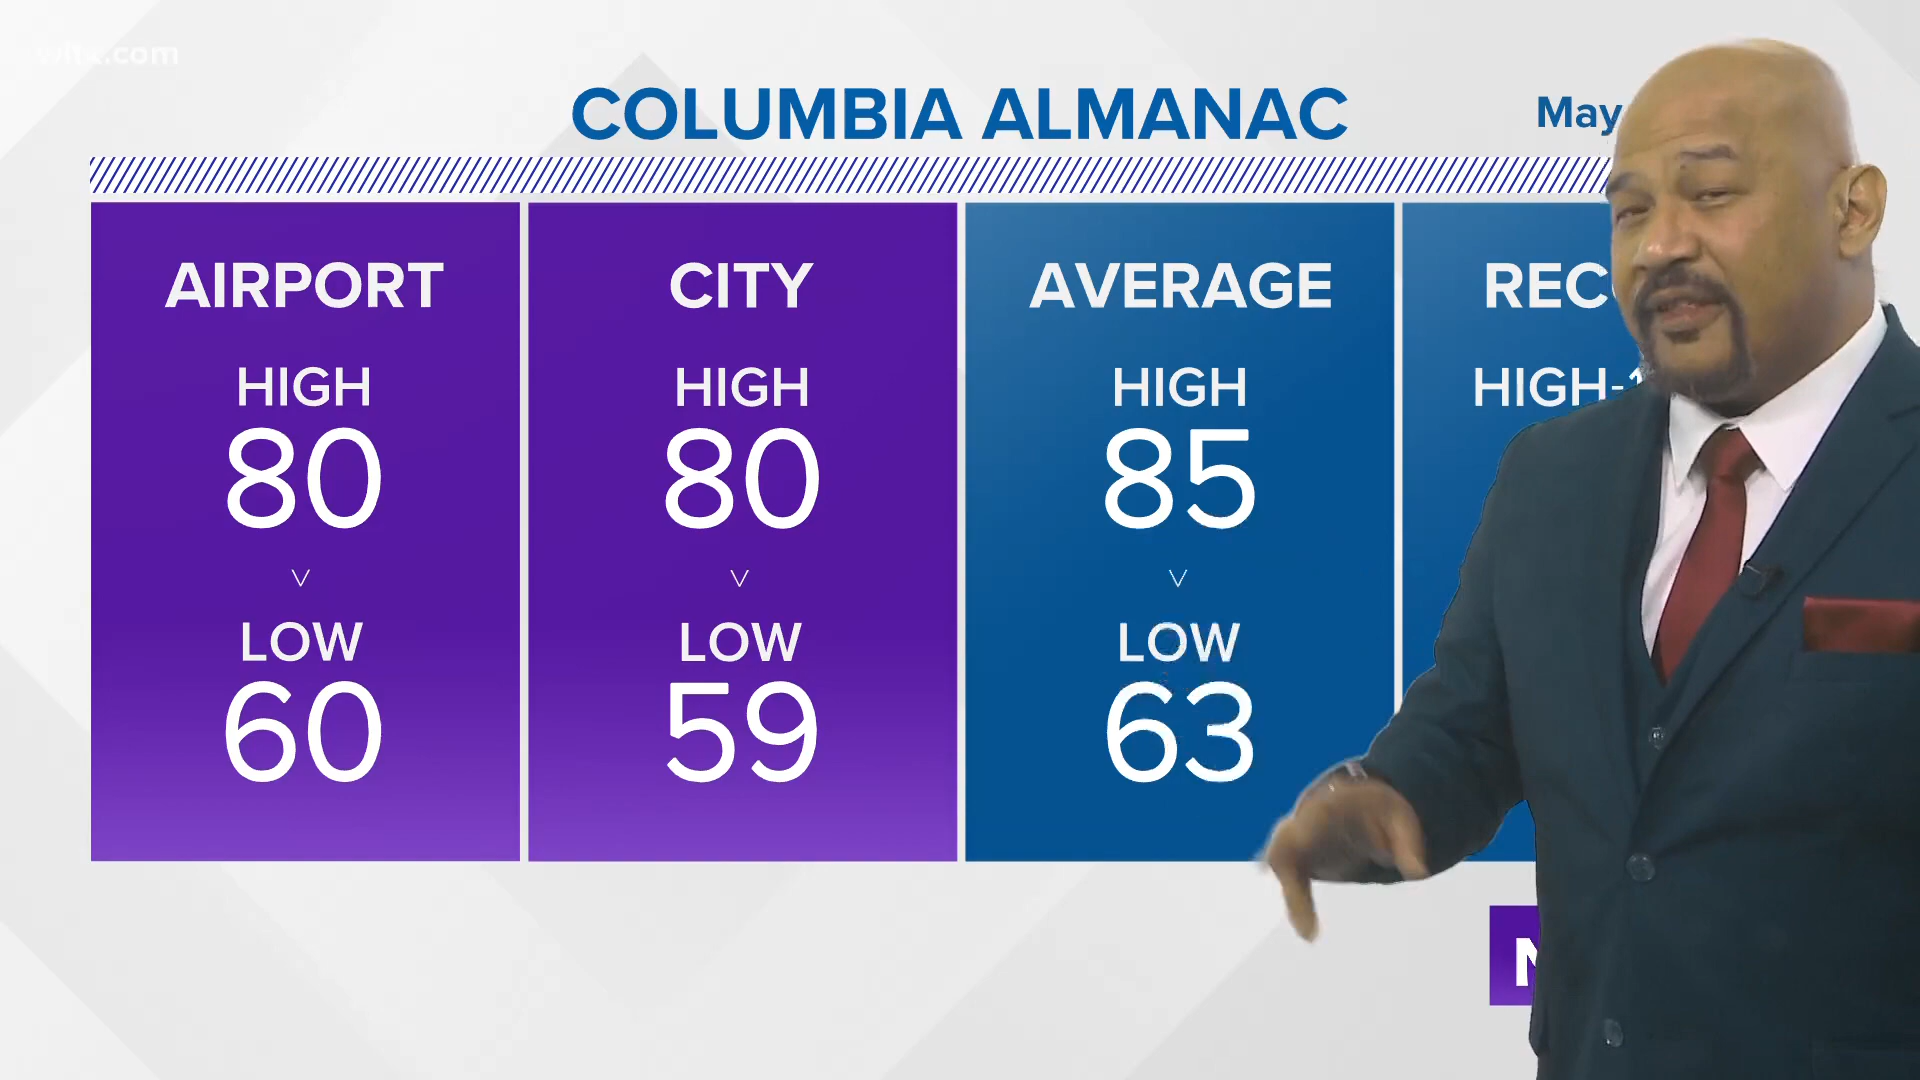 wltx.com
COLUMBIA ALMANAC
May
AIRPORT
HIGH
80
LOW
60
CITY
HIGH
80
LOW
59
AVERAGE
HIGH
85
LOW
63
REC
HIGH-1
N